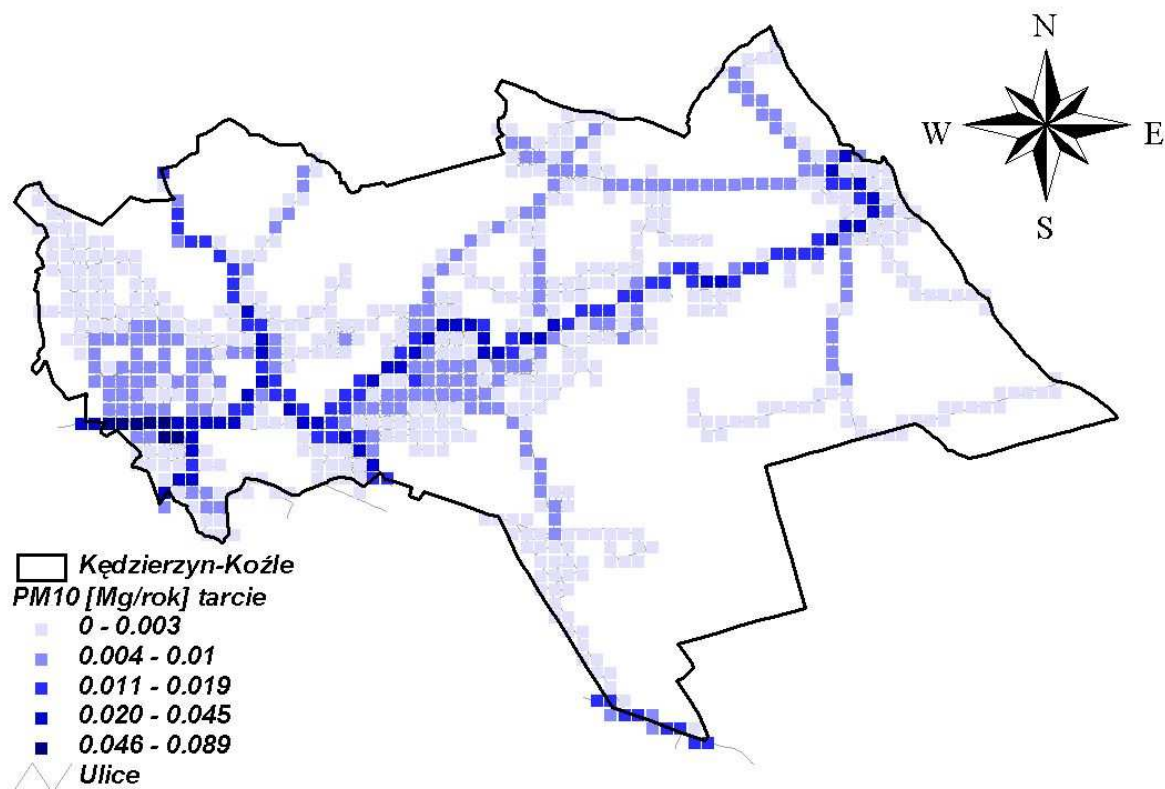 N
W
E
S
Kędzierzyn-Koźle
PM10 [Mg/rok] tarcie
0 - 0.003
0.004 - 0.01
0.011 - 0.019
0.020 - 0.045
0.046 - 0.089
Ulice